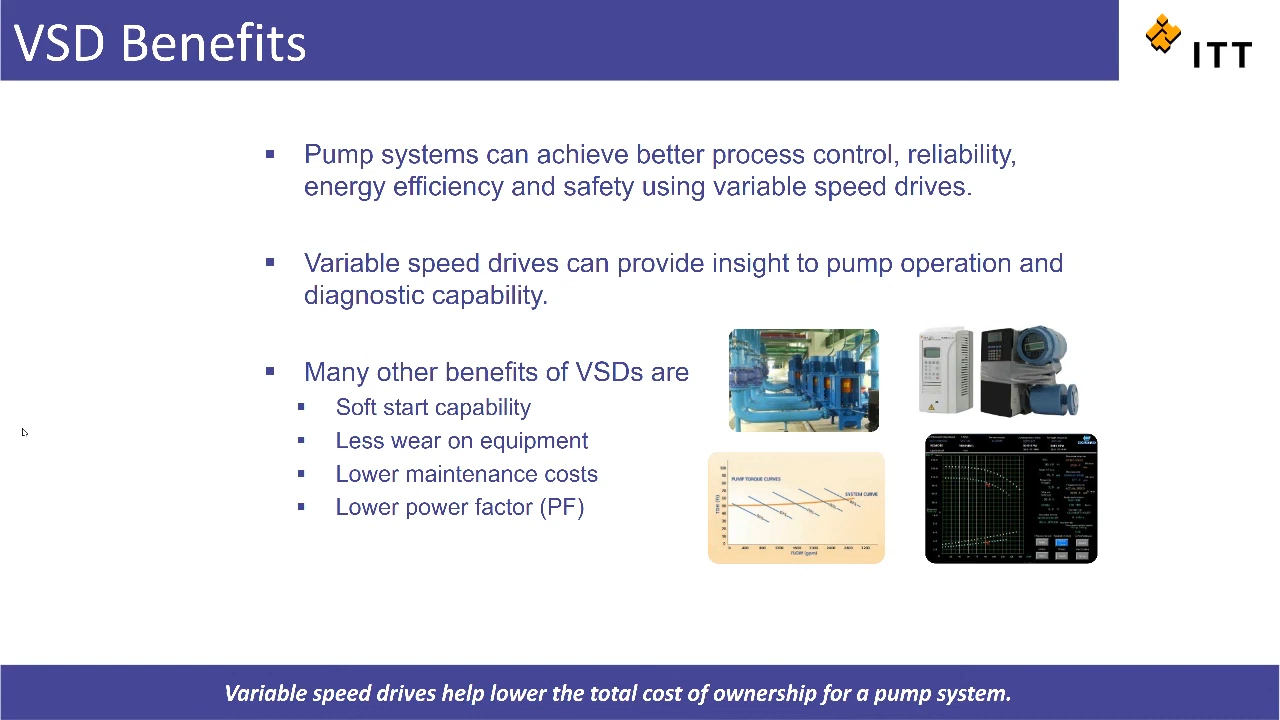 VSD Benefits
ITT
Pump systems can achieve better process control, reliability,
energy efficiency and safety using variable speed drives.
Variable speed drives can provide insight to pump operation and
diagnostic capability.
Many other benefits of VSDs are
Soft start capability
Less wear on equipment
Lower maintenance costs
Lower power factor (PF)
PUMP TORQUE CURVES
SYSTEM CURVE
FLOW (gpm)
Variable speed drives help lower the total cost of ownership for a pump system.